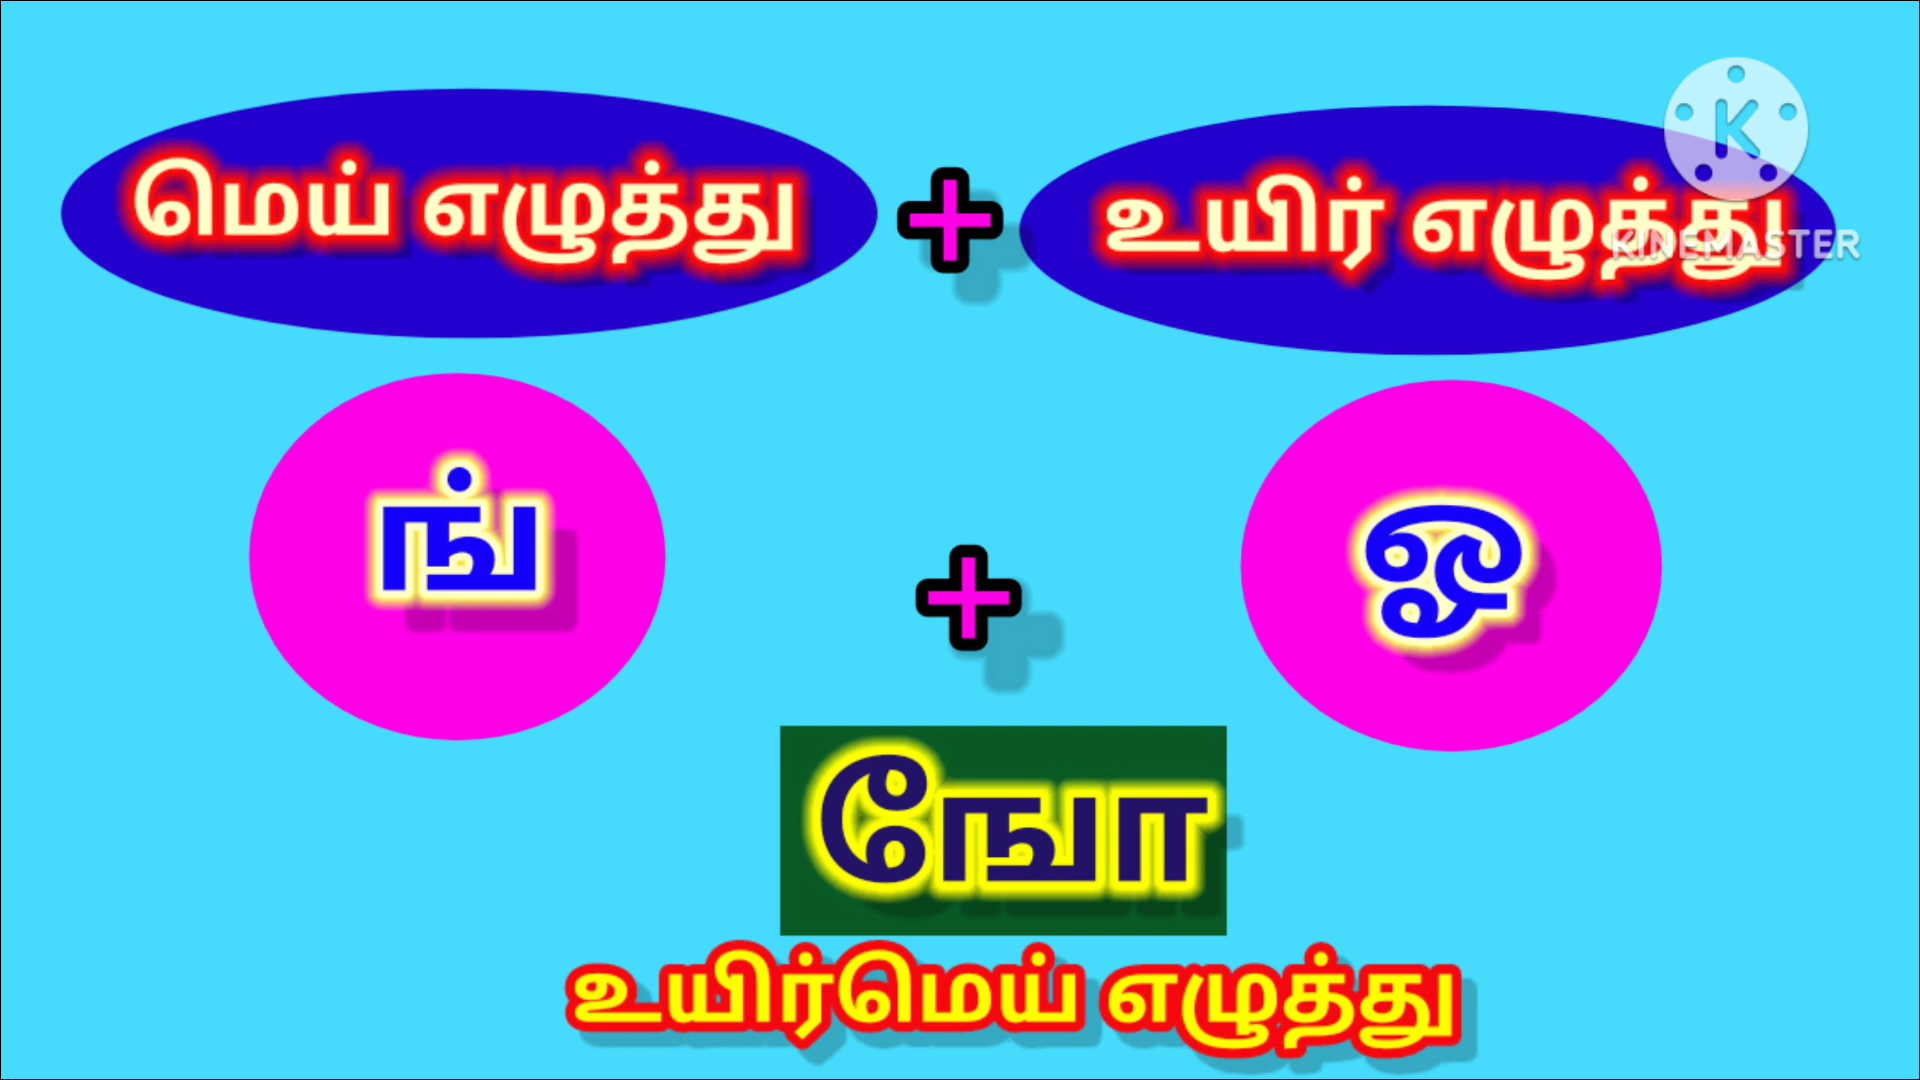 மெய் எழுத்து + உயிர் எழுத்து
K
KINEMASTER
ங் + ஓ
ஙோ
உயிர்மெய் எழுத்து